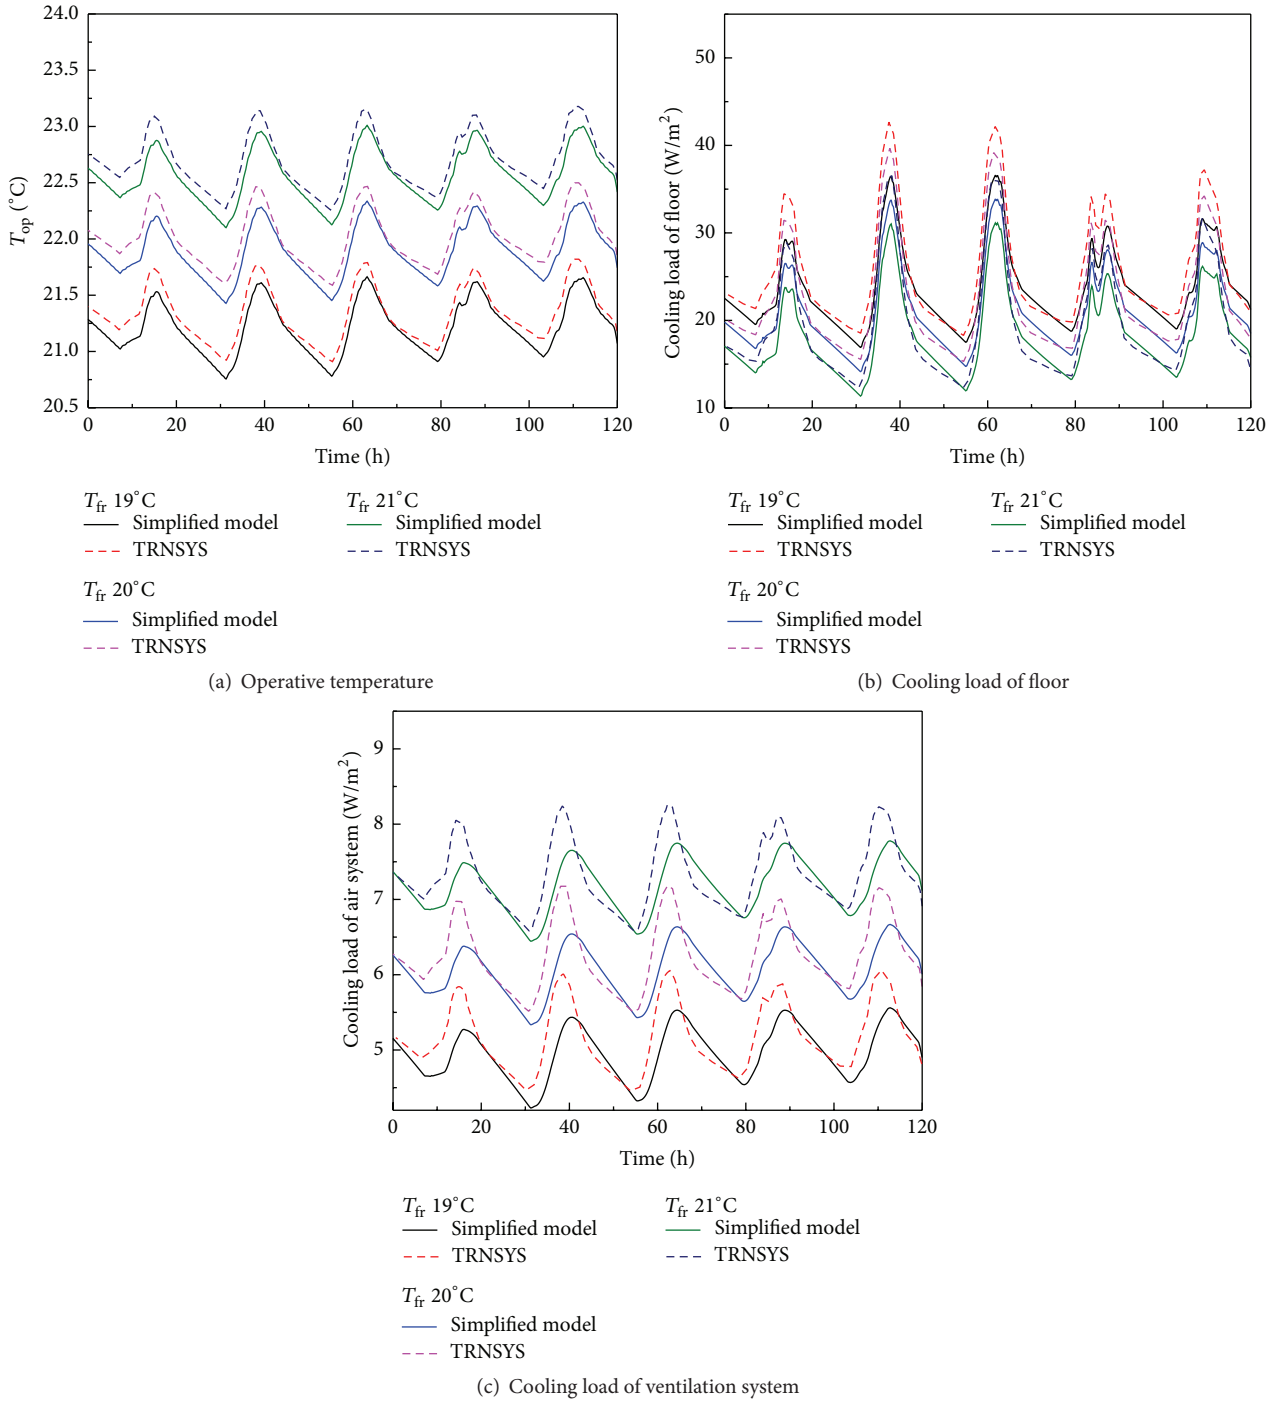 24.0
23.5
23.0
22.5
22.0
21.5
21.0
20.5
T_op (°C)
0 20 40 60 80 100 120
Time (h)
T_fr 19°C
Simplified model
TRNSYS
T_fr 21°C
Simplified model
TRNSYS
T_fr 20°C
Simplified model
TRNSYS
(a) Operative temperature
50
40
30
20
10
Cooling load of floor (W/m²)
0 20 40 60 80 100 120
Time (h)
T_fr 19°C
Simplified model
TRNSYS
T_fr 21°C
Simplified model
TRNSYS
T_fr 20°C
Simplified model
TRNSYS
(b) Cooling load of floor
9
8
7
6
5
Cooling load of air system (W/m²)
0 20 40 60 80 100 120
Time (h)
T_fr 19°C
Simplified model
TRNSYS
T_fr 21°C
Simplified model
TRNSYS
T_fr 20°C
Simplified model
TRNSYS
(c) Cooling load of ventilation system